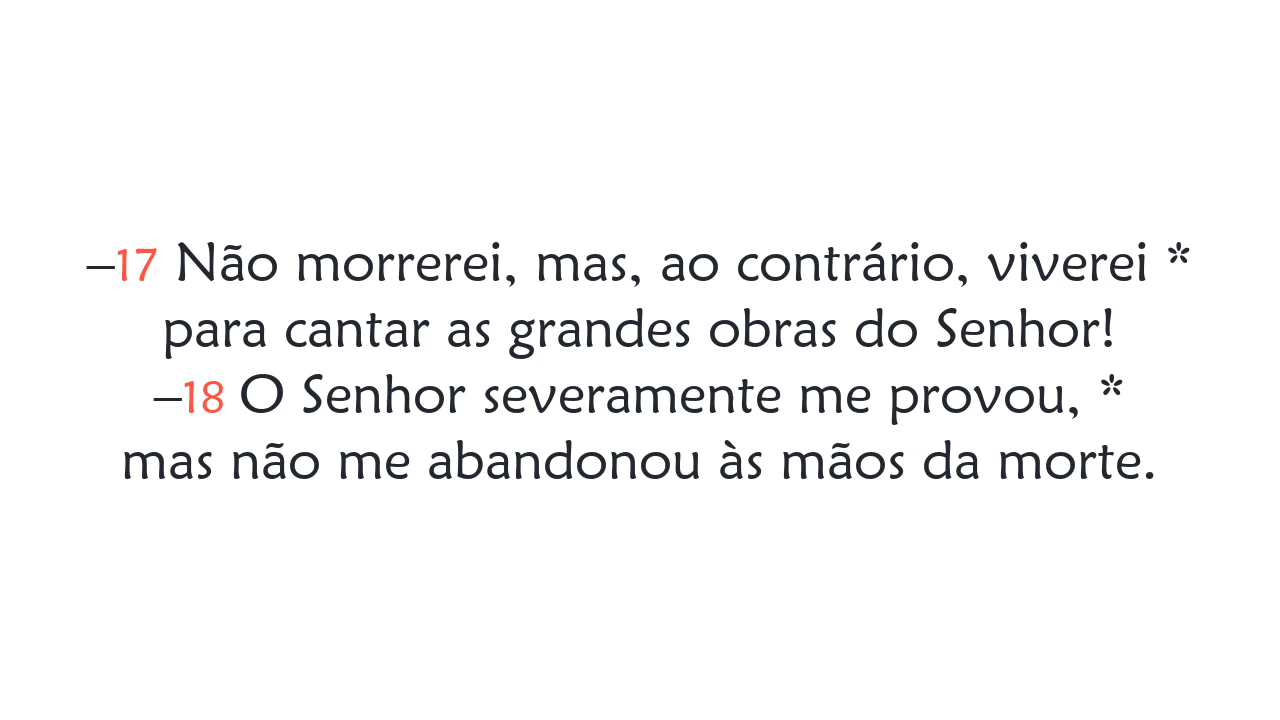 –17 Não morrerei, mas, ao contrário, viverei *
para cantar as grandes obras do Senhor!
–18 O Senhor severamente me provou, *
mas não me abandonou às mãos da morte.